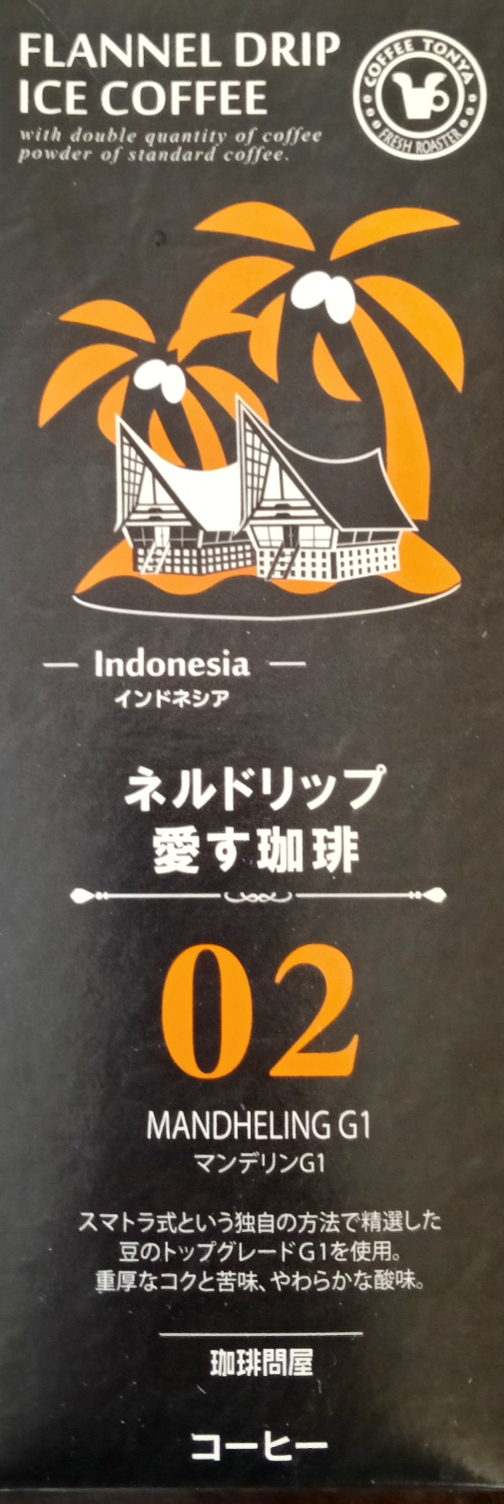 FLANNEL DRIP
ICE COFFEE
with double quantity of coffee
powder of standard coffee.
COFFEE TONYA
FRESH ROASTER
Indonesia
インドネシア
ネルドリップ
愛す珈琲
02
MANDHELING G1
マンデリンG1
スマトラ式という独自の方法で精選した
豆のトップグレードG1を使用。
重厚なコクと苦味、やわらかな酸味。
珈琲問屋
コーヒー